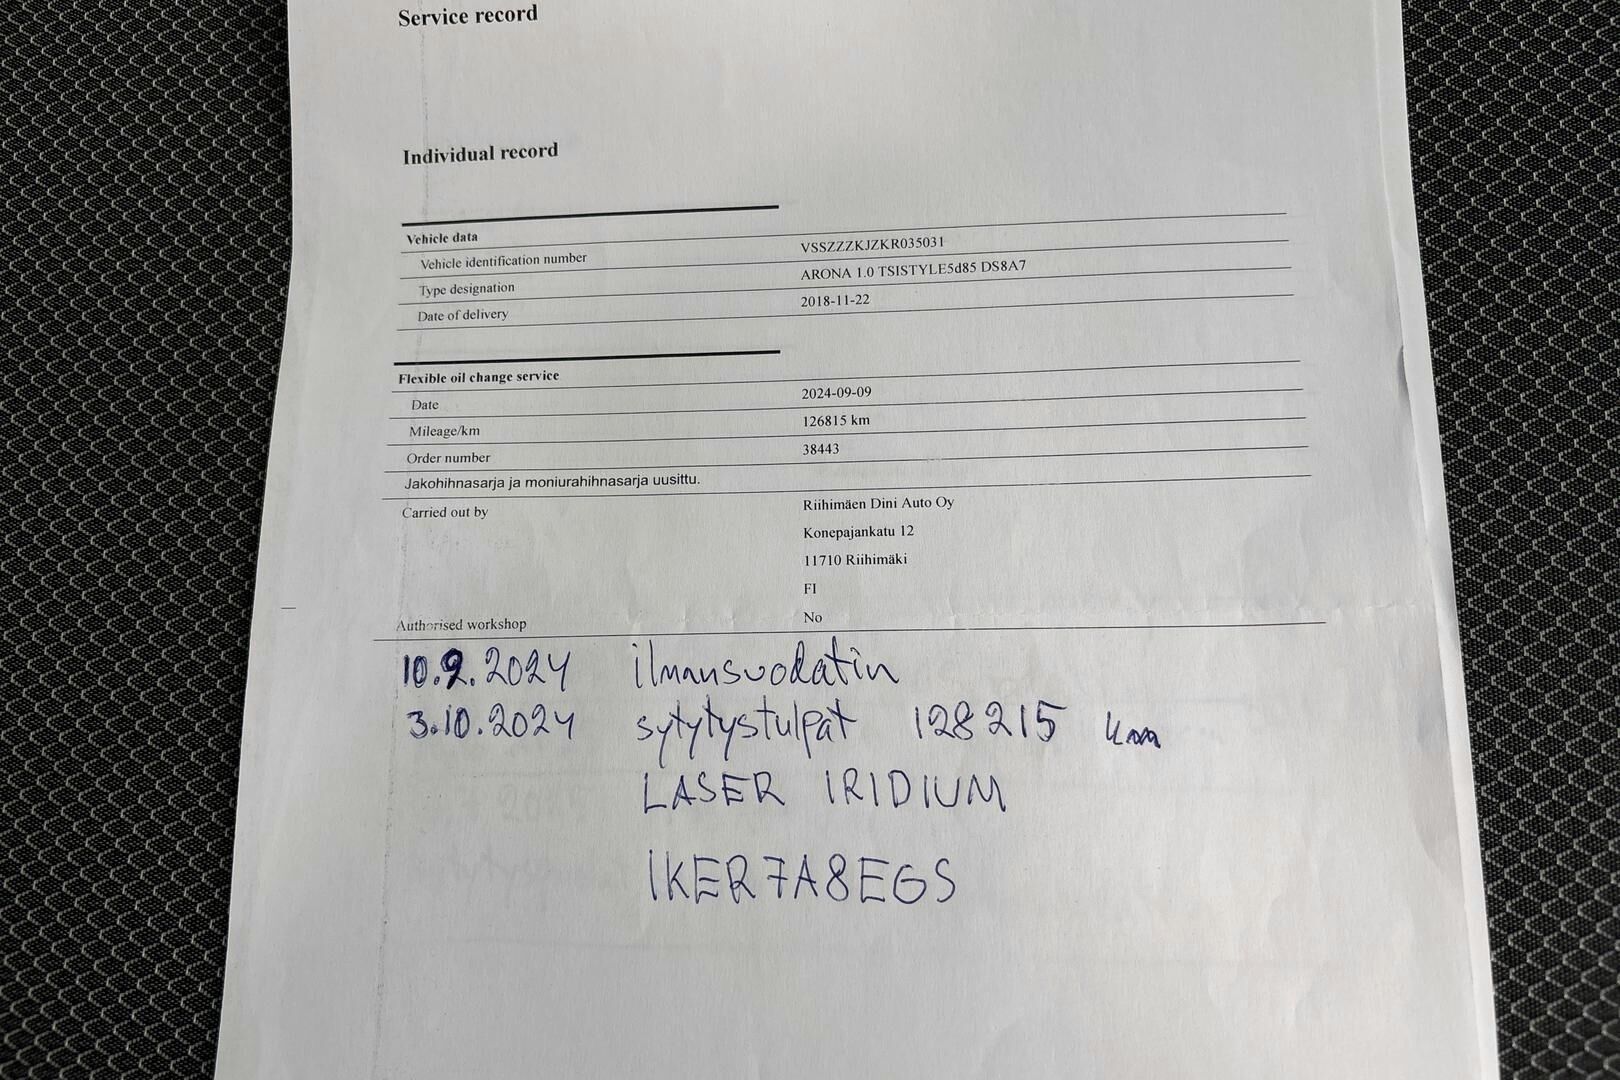 Service record
Individual record
Vehicle data
Vehicle identification number VSSZZZKJZKR035031
Type designation ARONA 1.0 TSISTYLE5d85 DS8A7
Date of delivery 2018-11-22
Flexible oil change service
Date 2024-09-09
Mileage/km 126815 km
Order number 38443
Jakohihnasarja ja moniurahihnasarja uusittu.
Carried out by Riihimäen Dini Auto Oy
Konepajankatu 12
11710 Riihimäki
FI
Authorised workshop No
10.9.2024 ilmansuodatin
3.10.2024 sytytystulpat 128215 km
LASER IRIDIUM
IKER7A8EGS